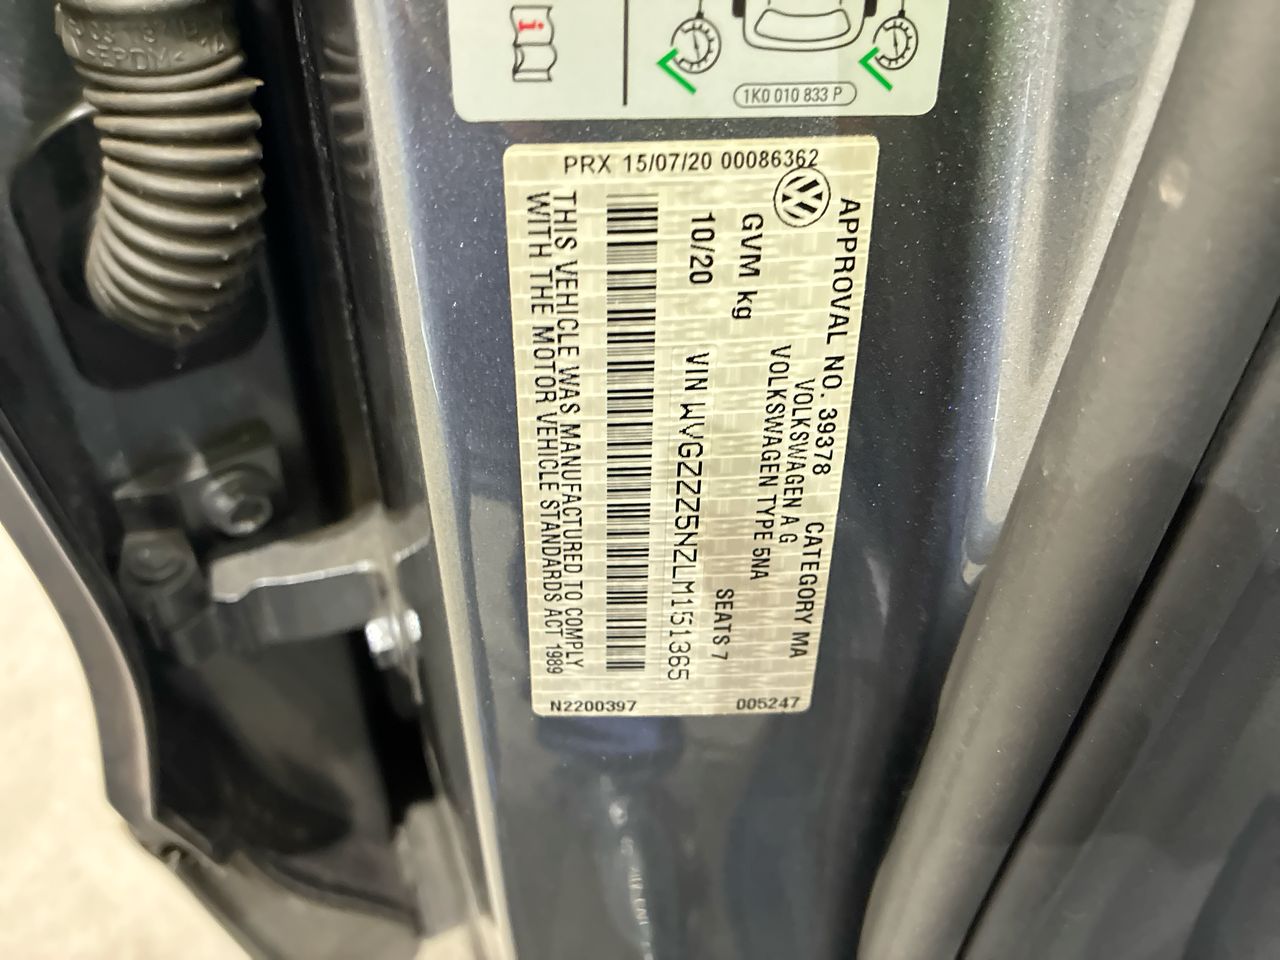 >EPDM<
i
1K0 010 833 P
PRX 15/07/20 00086362
APPROVAL NO. 39378 CATEGORY MA
VOLKSWAGEN A G
VOLKSWAGEN TYPE 5NA
GVM kg SEATS 7
10/20 VIN WVGZZZ5NZLM151365
THIS VEHICLE WAS MANUFACTURED TO COMPLY
WITH THE MOTOR VEHICLE STANDARDS ACT 1989
N2200397 005247